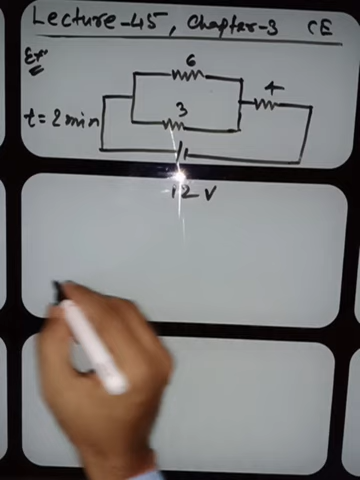 Lecture-45, Chapter-3 CE
Ex:
6
4
3
t = 2 min
12 V